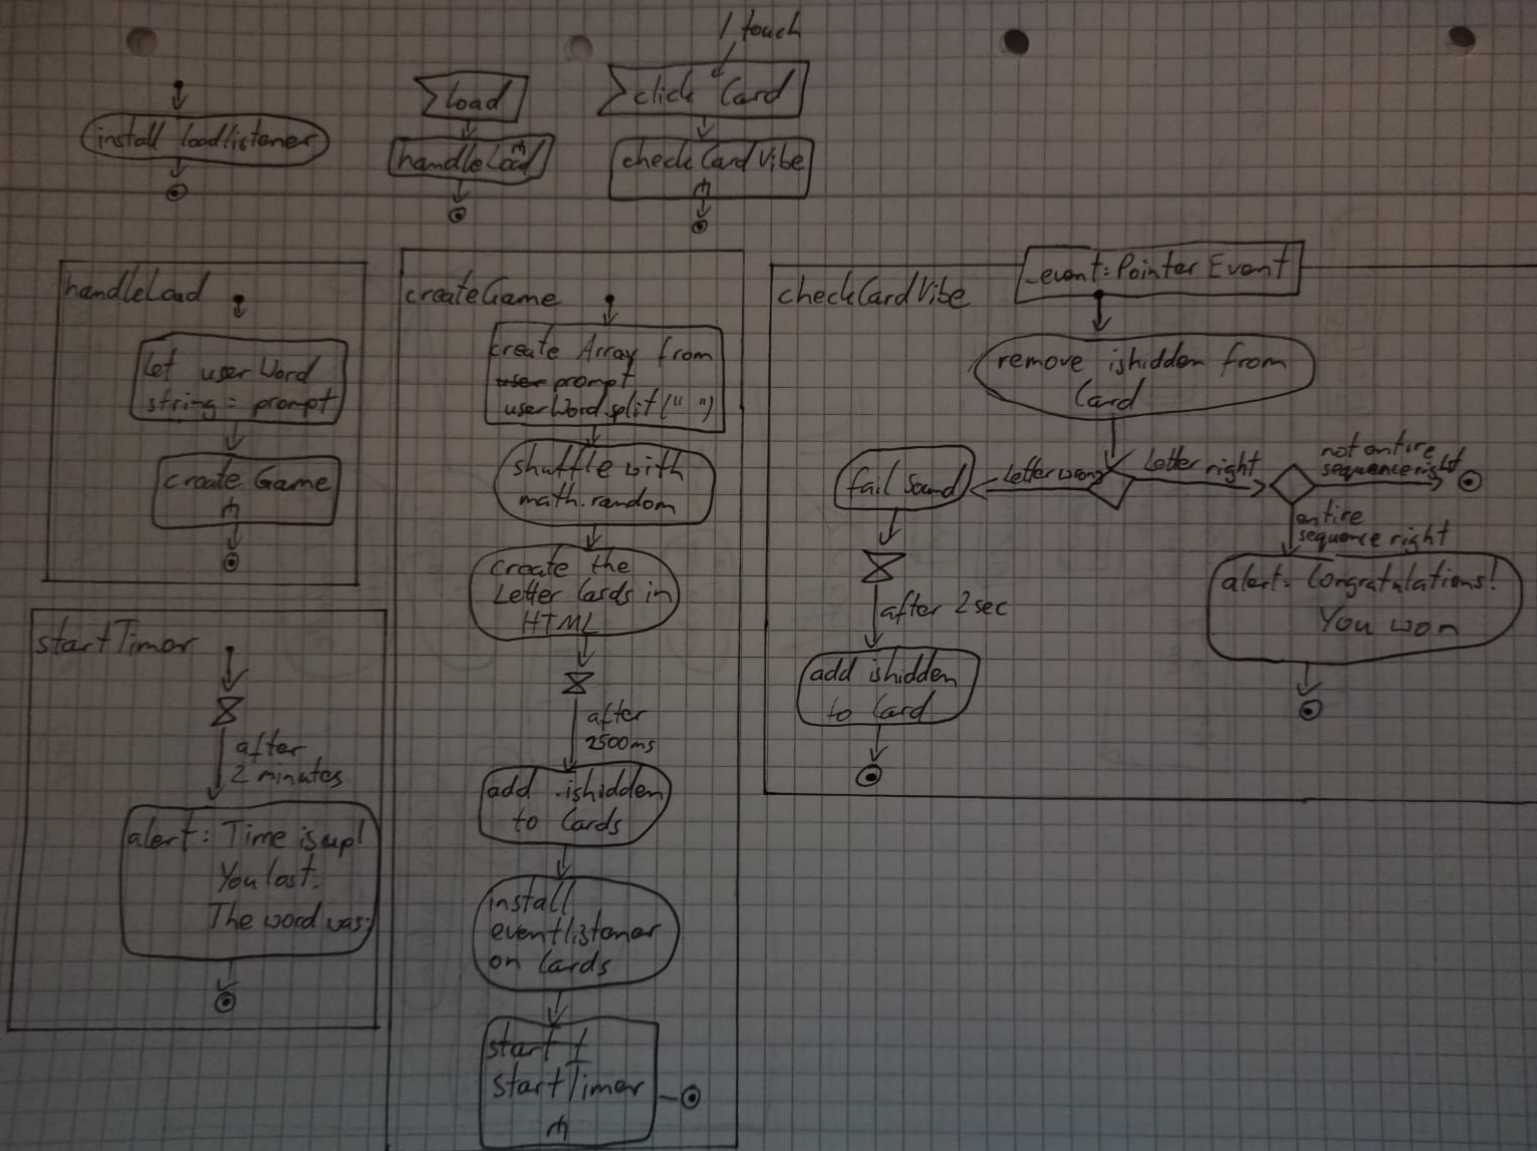 / touch
install loadlistener
load
click Card
handleLoad
checkCardVibe
handleLoad
let userWord
string = prompt
create Game
startTimer
after
2 minutes
alert: Time is up!
You lost.
The word was:
createGame
create Array from
user prompt
userWord.split(" ")
shuffle with
math.random
create the
Letter Cards in
HTML
after
2500ms
add .ishidden
to Cards
install
eventlistener
on Cards
start
startTimer
checkCardVibe
_event: PointerEvent
remove ishidden from
Card
Letter wrong
Letter right
not entire
sequence right
fail sound
entire
sequence right
after 2 sec
alert: Congratulations!
You won
add ishidden
to Card